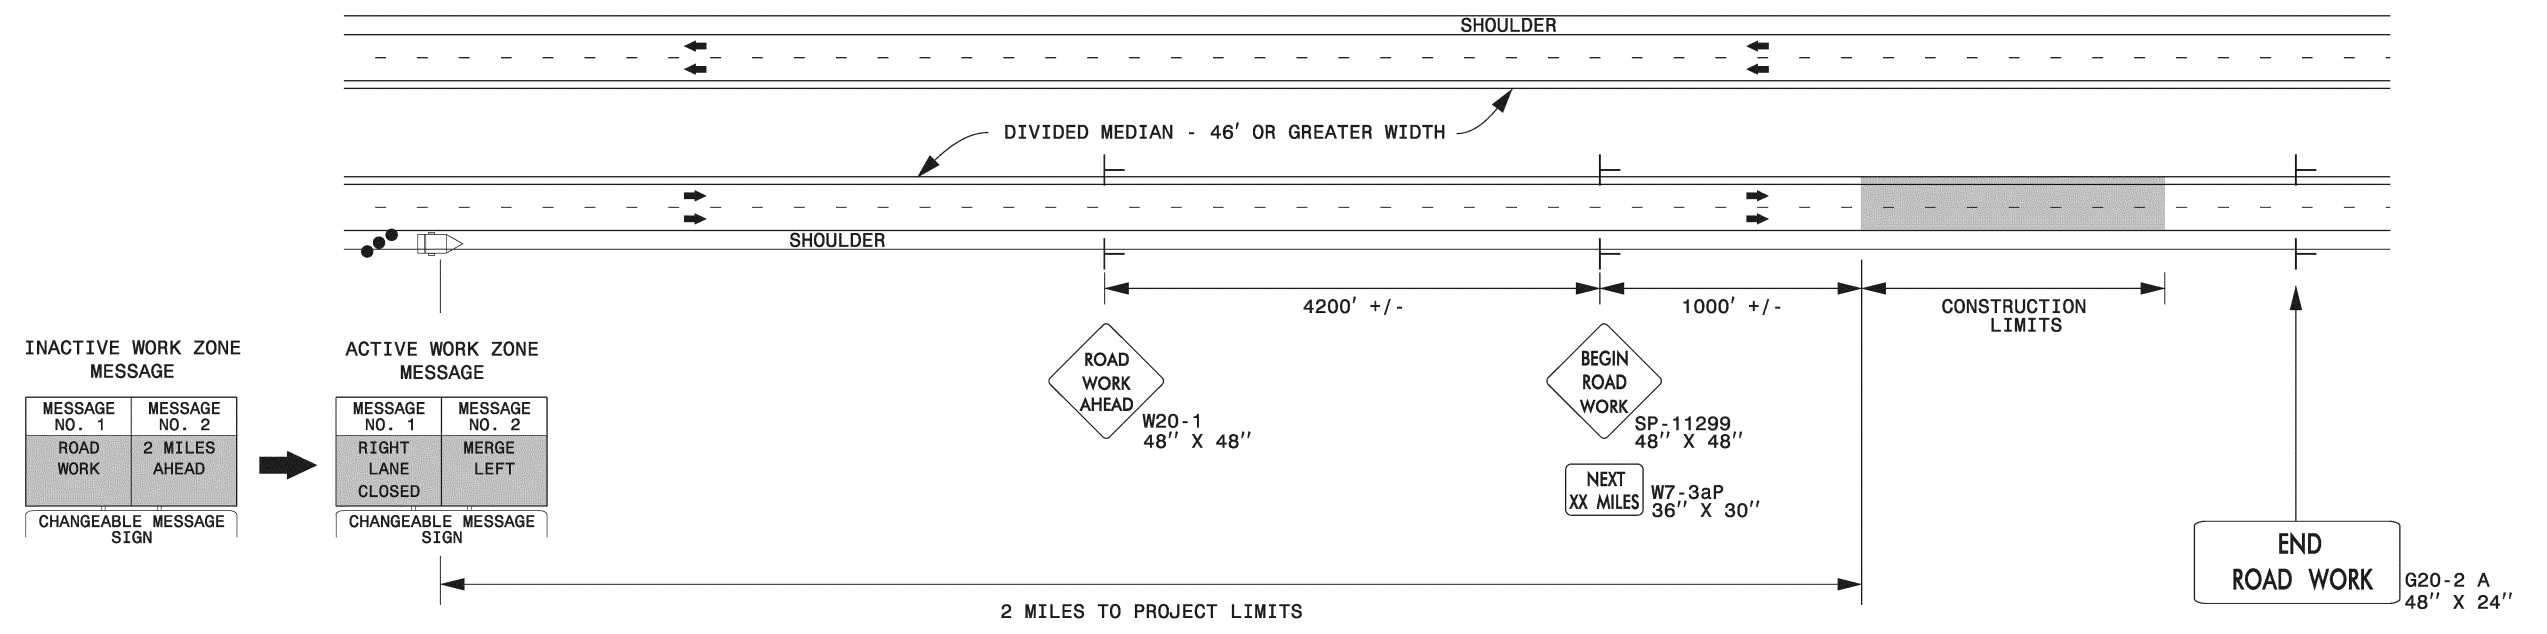 SHOULDER
DIVIDED MEDIAN - 46' OR GREATER WIDTH
SHOULDER
4200' +/-
1000' +/-
CONSTRUCTION
LIMITS
INACTIVE WORK ZONE
MESSAGE
MESSAGE
NO. 1
MESSAGE
NO. 2
ROAD
WORK
2 MILES
AHEAD
CHANGEABLE MESSAGE
SIGN
ACTIVE WORK ZONE
MESSAGE
MESSAGE
NO. 1
MESSAGE
NO. 2
RIGHT
LANE
CLOSED
MERGE
LEFT
CHANGEABLE MESSAGE
SIGN
ROAD
WORK
AHEAD
W20-1
48'' X 48''
BEGIN
ROAD
WORK
SP-11299
48'' X 48''
NEXT
XX MILES
W7-3aP
36'' X 30''
END
ROAD WORK
G20-2 A
48'' X 24''
2 MILES TO PROJECT LIMITS